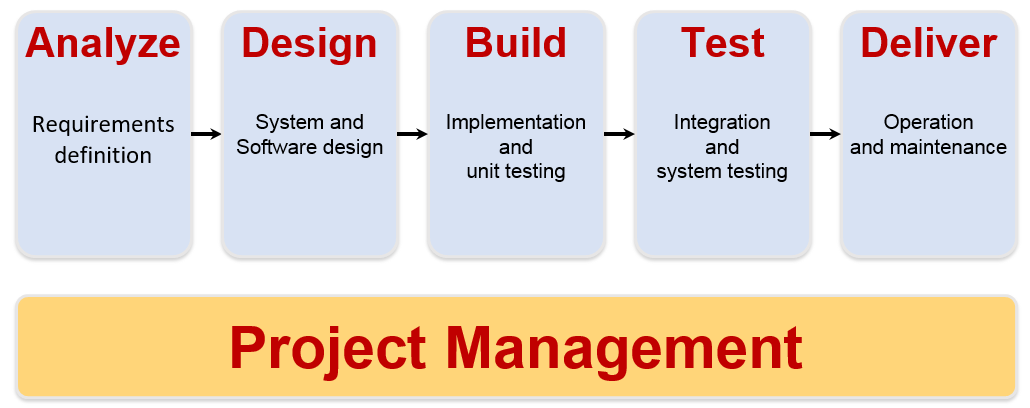 Analyze
Requirements
definition
Design
System and
Software design
Build
Implementation
and
unit testing
Test
Integration
and
system testing
Deliver
Operation
and maintenance
Project Management